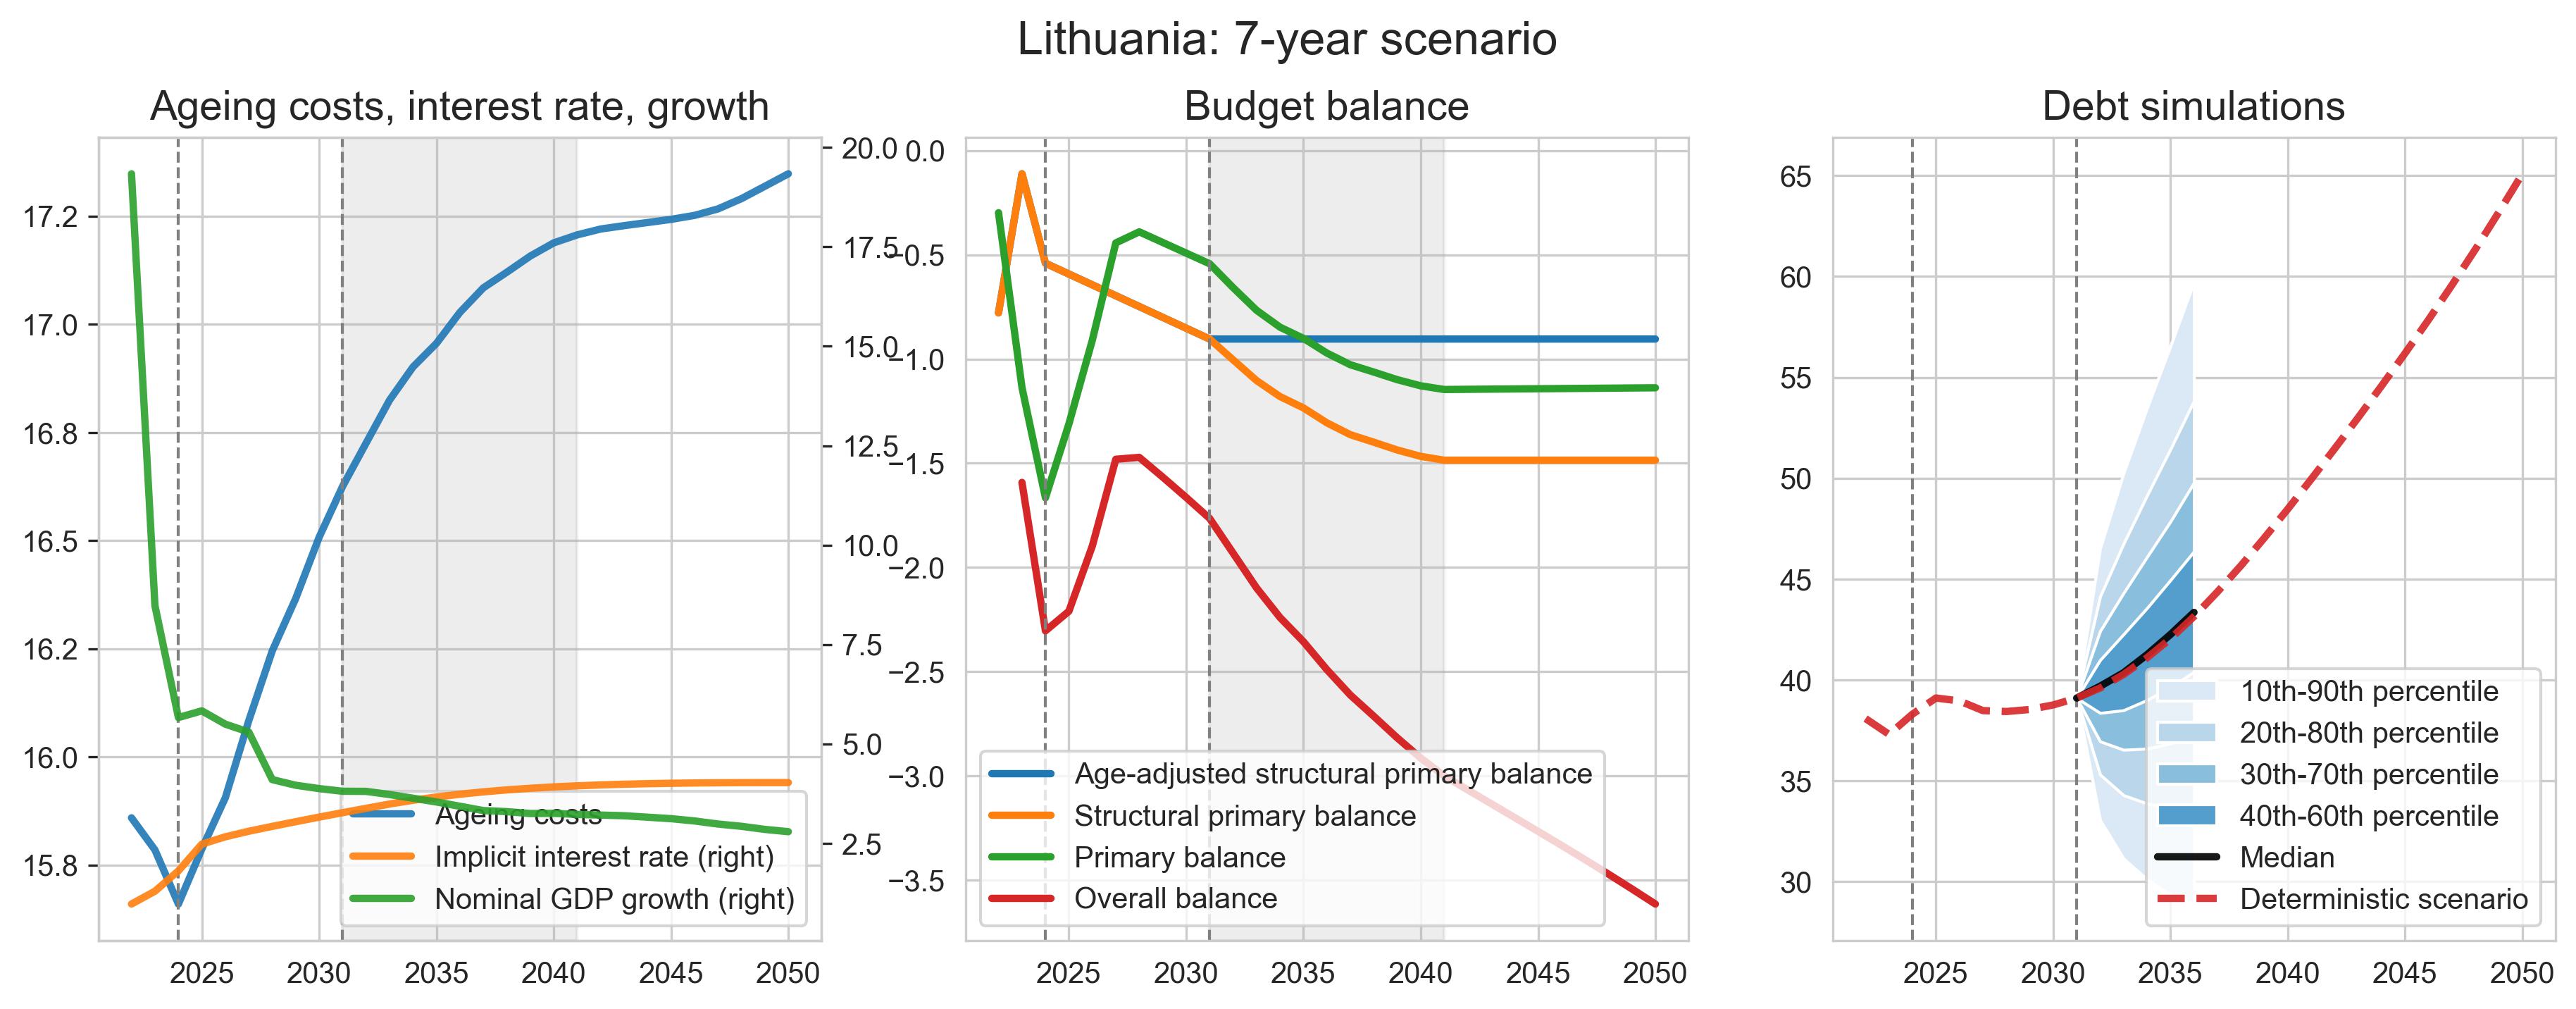 Lithuania: 7-year scenario
Ageing costs, interest rate, growth
17.2
17.0
16.8
16.5
16.2
16.0
15.8
20.0
17.5
15.0
12.5
10.0
7.5
5.0
2.5
Ageing costs
Implicit interest rate (right)
Nominal GDP growth (right)
2025 2030 2035 2040 2045 2050
Budget balance
0.0
−0.5
−1.0
−1.5
−2.0
−2.5
−3.0
−3.5
Age-adjusted structural primary balance
Structural primary balance
Primary balance
Overall balance
2025 2030 2035 2040 2045 2050
Debt simulations
65
60
55
50
45
40
35
30
10th-90th percentile
20th-80th percentile
30th-70th percentile
40th-60th percentile
Median
Deterministic scenario
2025 2030 2035 2040 2045 2050